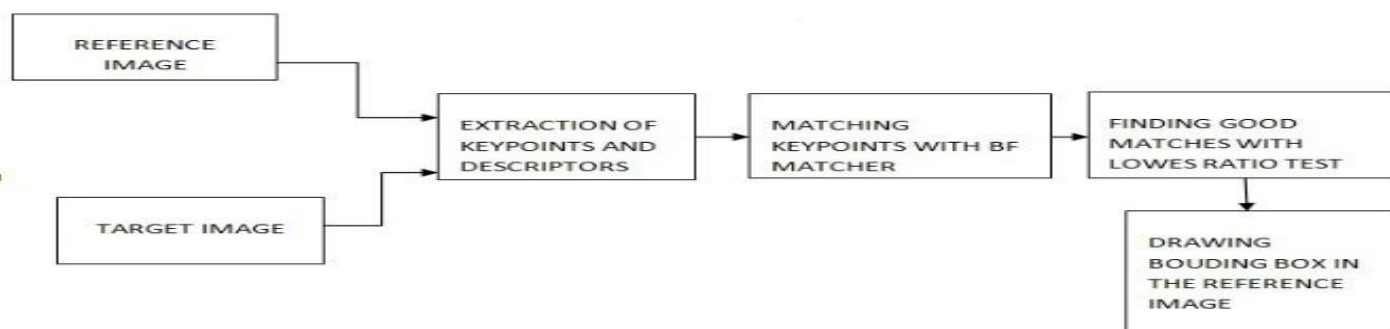 REFERENCE
IMAGE
TARGET IMAGE
EXTRACTION OF
KEYPOINTS AND
DESCRIPTORS
MATCHING
KEYPOINTS WITH BF
MATCHER
FINDING GOOD
MATCHES WITH
LOWES RATIO TEST
DRAWING
BOUDING BOX IN
THE REFERENCE
IMAGE